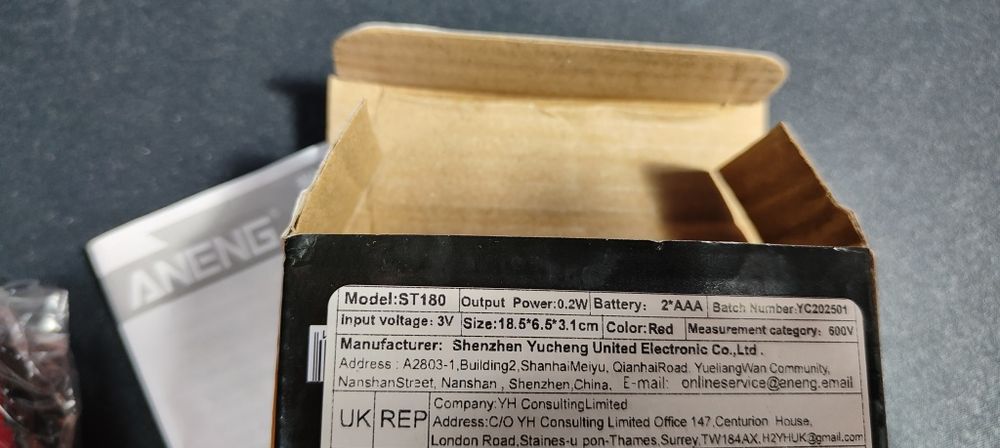 ANENG®
Model:ST180 Output Power:0.2W Battery: 2*AAA Batch Number:YC202501
Input voltage: 3V Size:18.5*6.5*3.1cm Color:Red Measurement category: 600V
Manufacturer: Shenzhen Yucheng United Electronic Co.,Ltd.
Address : A2803-1,Building2,ShanhaiMeiyu, QianhaiRoad, YueliangWan Community,
NanshanStreet, Nanshan , Shenzhen,China, E-mail: onlineservice@aneng.email
UK REP
Company:YH ConsultingLimited
Address:C/O YH Consulting Limited Office 147,Centurion House,
London Road,Staines-u pon-Thames,Surrey,TW184AX,H2YHUK@gmail.com